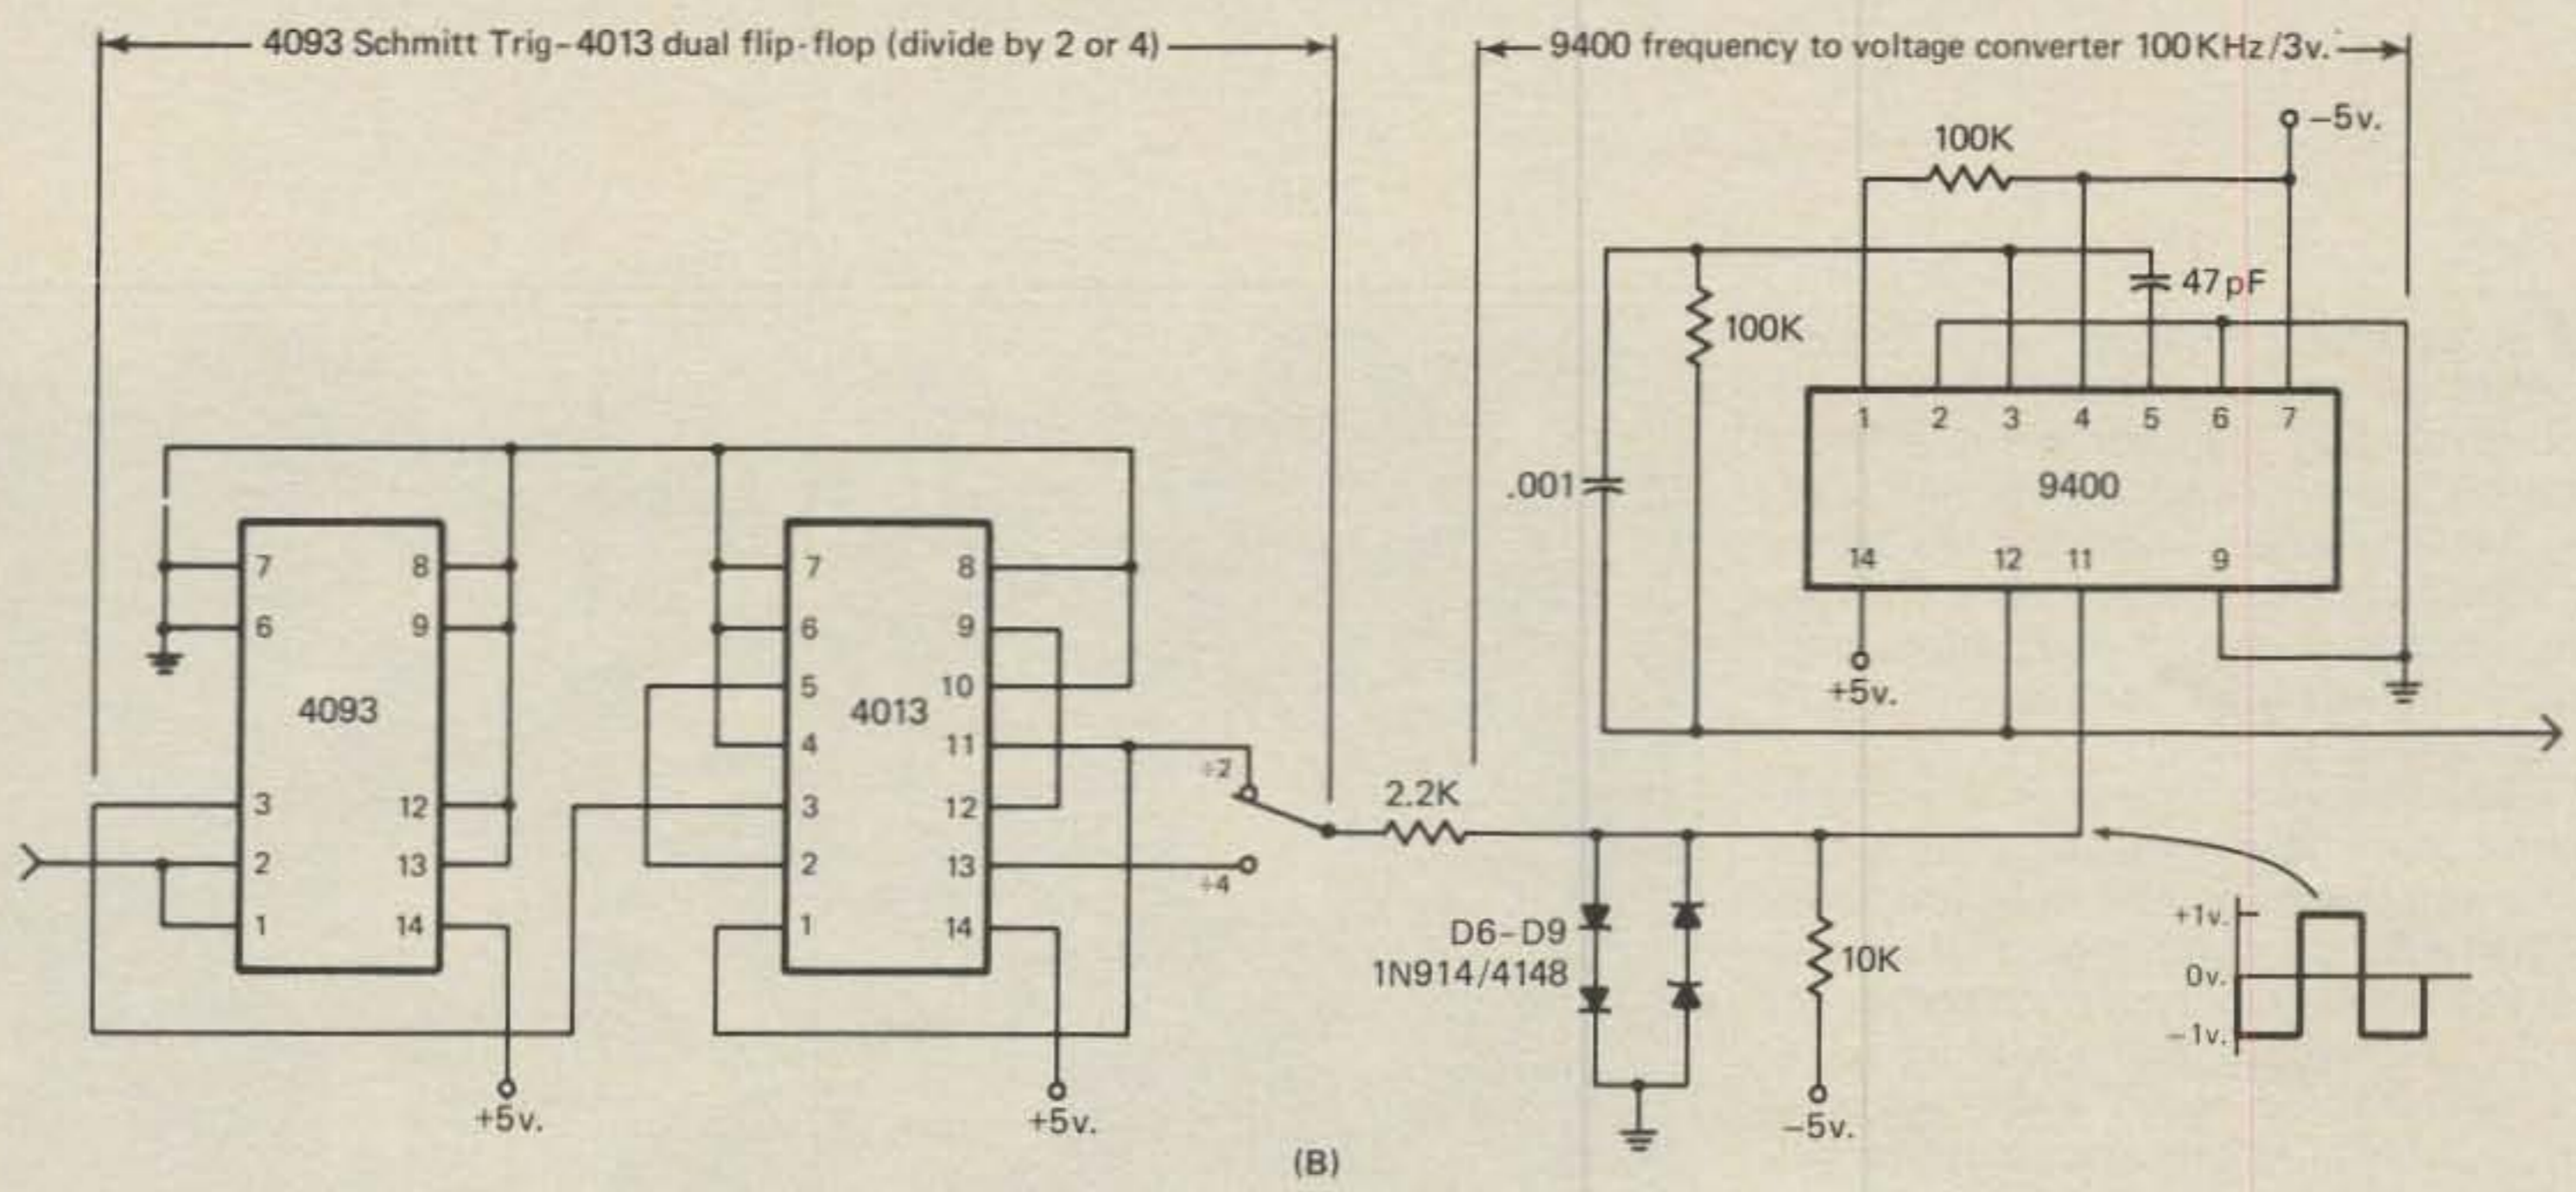 4093 Schmitt Trig-4013 dual flip-flop (divide by 2 or 4)
9400 frequency to voltage converter 100KHz/3v.
-5v.
100K
47pF
100K
1 2 3 4 5 6 7
9400
14 12 11 9
.001
+5v.
7 8
6 9
4093
3 12
2 13
1 14
+5v.
7 8
6 9
5 10
4013
4 11
3 12
2 13
1 14
+5v.
÷2
÷4
2.2K
D6-D9
1N914/4148
10K
-5v.
+1v.
0v.
-1v.
(B)